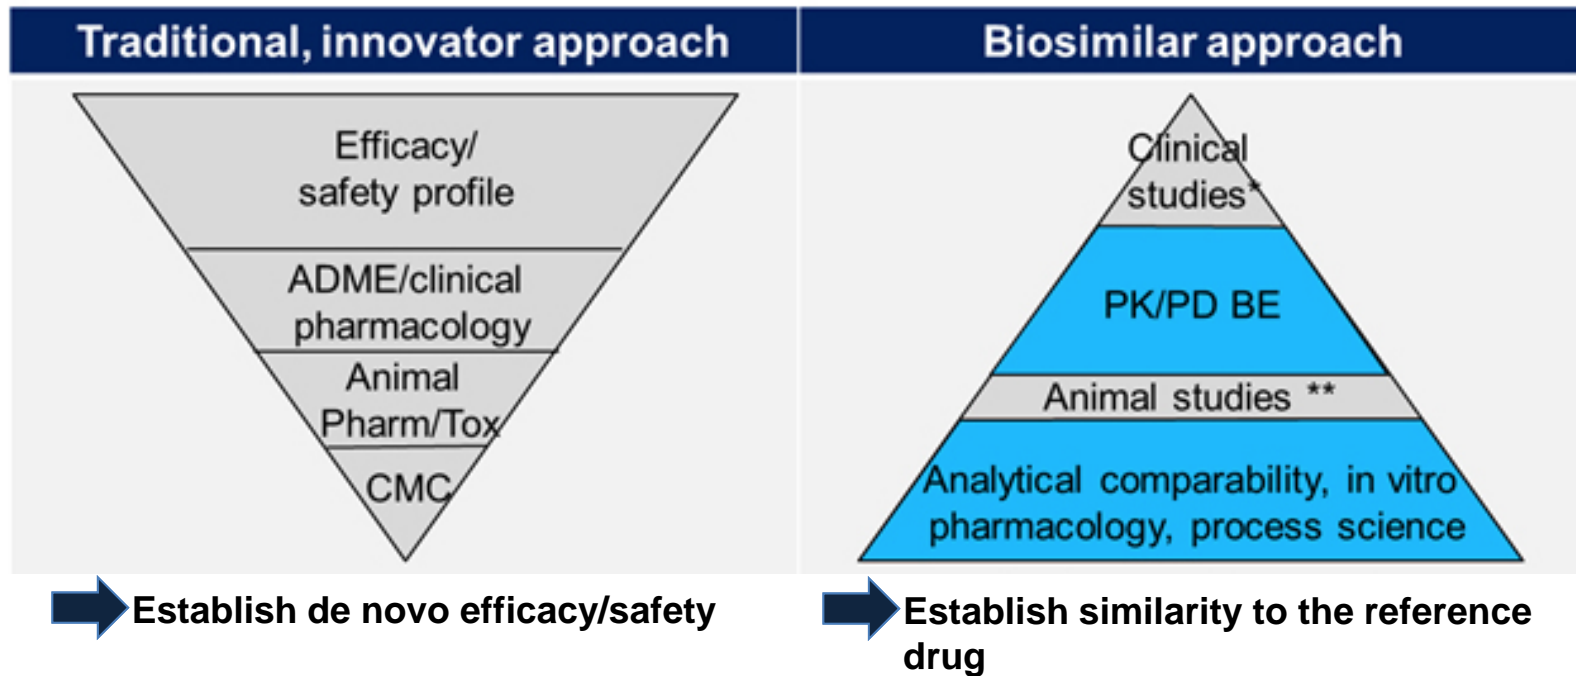 Traditional, innovator approach
Efficacy/
safety profile
ADME/clinical
pharmacology
Animal
Pharm/Tox
CMC
Establish de novo efficacy/safety
Biosimilar approach
Clinical
studies*
PK/PD BE
Animal studies **
Analytical comparability, in vitro
pharmacology, process science
Establish similarity to the reference
drug